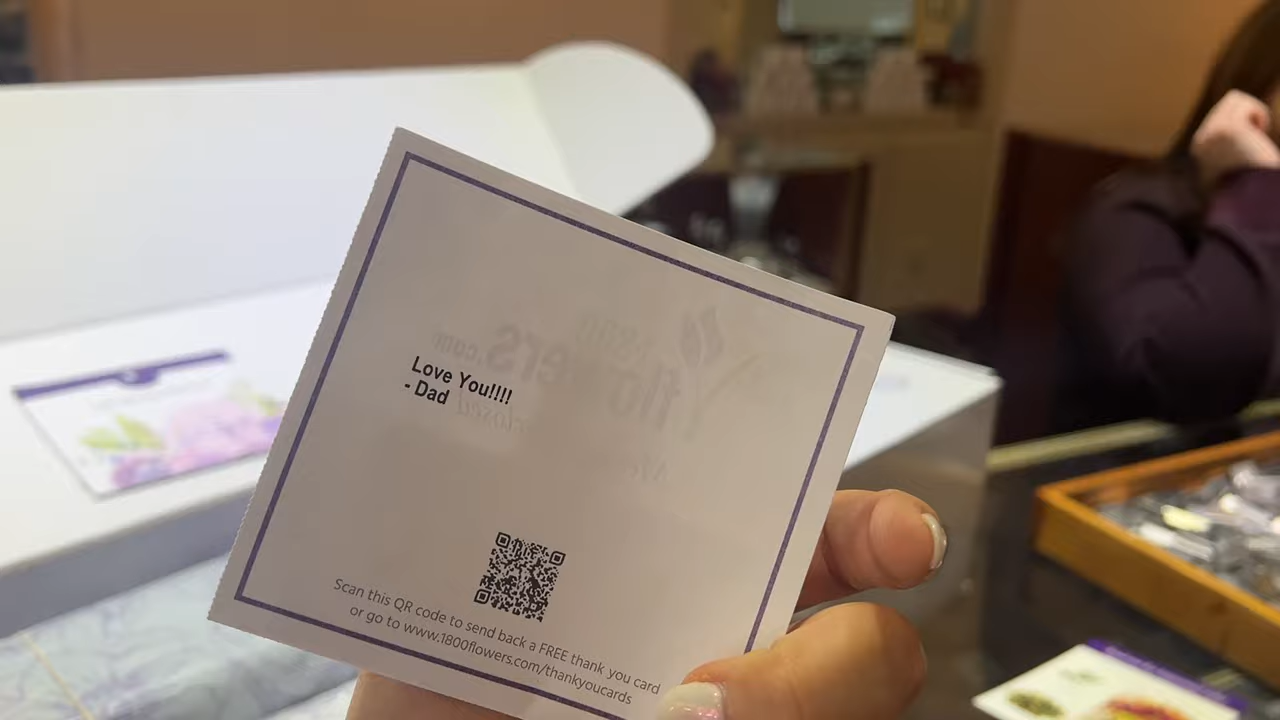 Love You!!!!
- Dad
Scan this QR code to send back a FREE thank you card
or go to www.1800flowers.com/thankyoucards